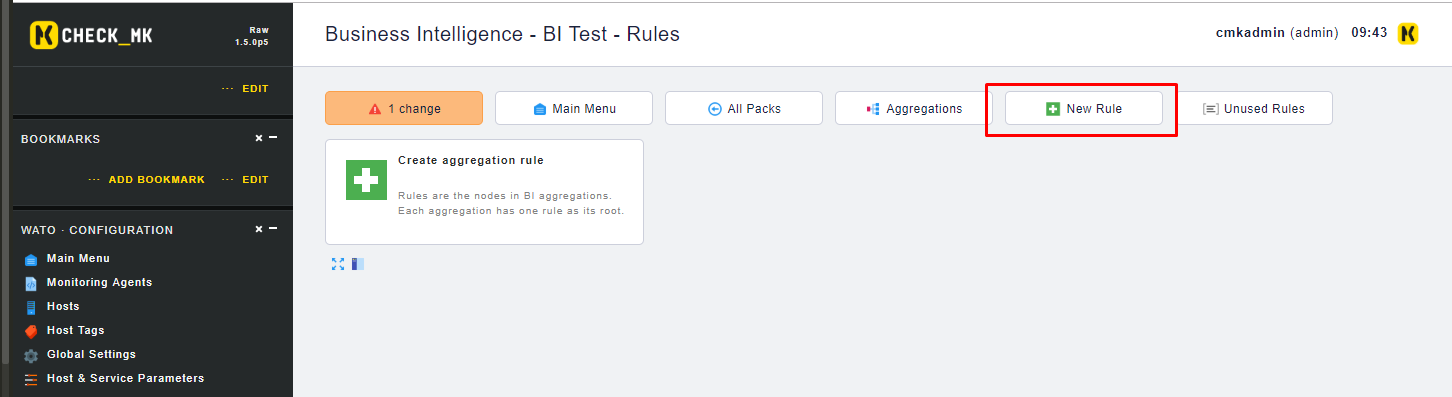 CHECK_MK
Raw
1.5.0p5
Business Intelligence - BI Test - Rules
cmkadmin (admin) 09:43
··· EDIT
BOOKMARKS
··· ADD BOOKMARK ··· EDIT
WATO · CONFIGURATION
Main Menu
Monitoring Agents
Hosts
Host Tags
Global Settings
Host & Service Parameters
1 change
Main Menu
All Packs
Aggregations
New Rule
Unused Rules
Create aggregation rule
Rules are the nodes in BI aggregations.
Each aggregation has one rule as its root.